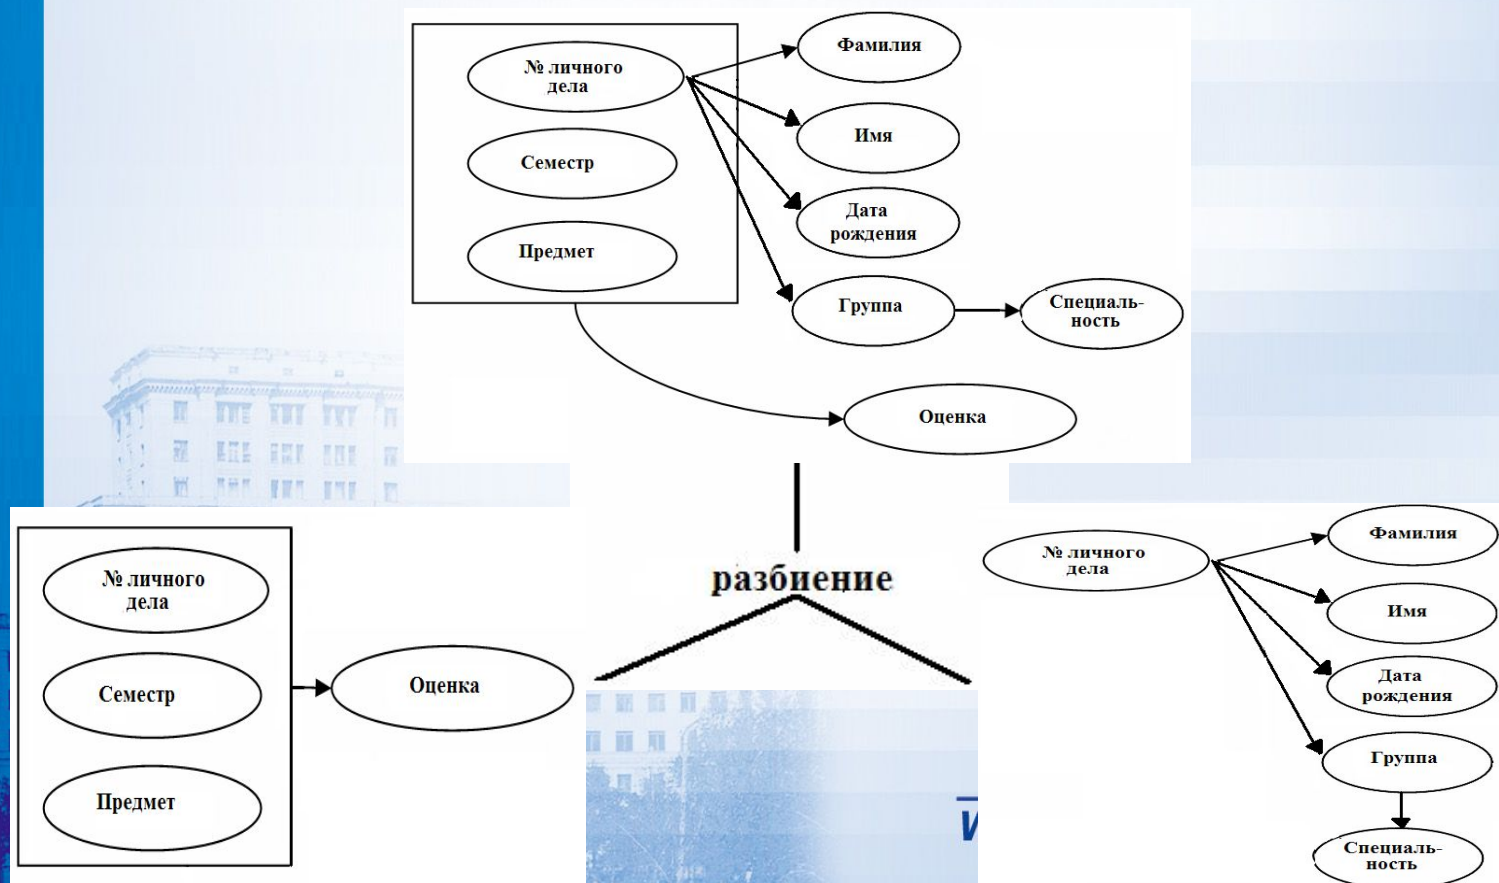 № личного
дела
Семестр
Предмет
Фамилия
Имя
Дата
рождения
Группа
Специаль-
ность
Оценка
разбиение
№ личного
дела
Семестр
Предмет
Оценка
№ личного
дела
Фамилия
Имя
Дата
рождения
Группа
Специаль-
ность